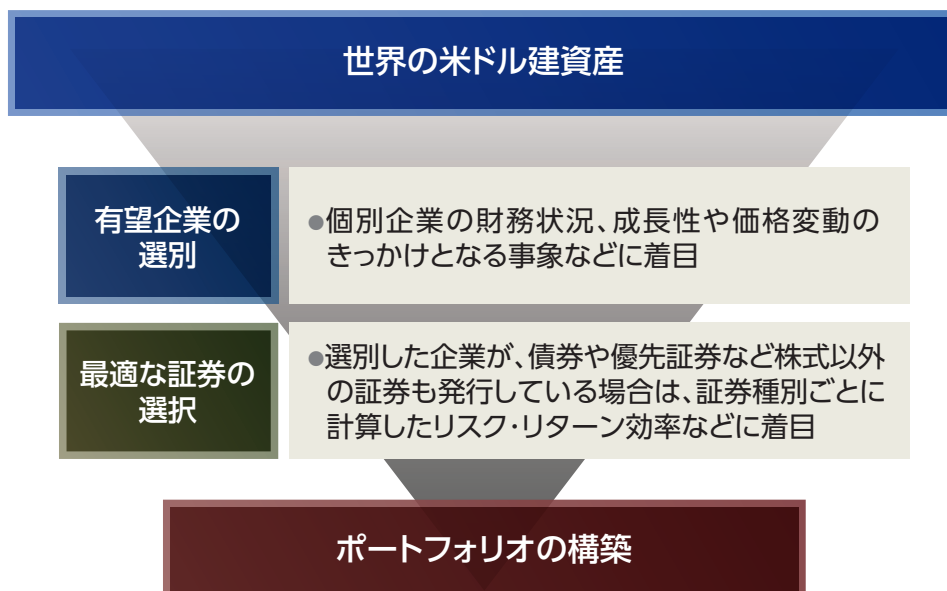 世界の米ドル建資産
有望企業の
選別
●個別企業の財務状況、成長性や価格変動の
きっかけとなる事象などに着目
最適な証券の
選択
●選別した企業が、債券や優先証券など株式以外
の証券も発行している場合は、証券種別ごとに
計算したリスク・リターン効率などに着目
ポートフォリオの構築